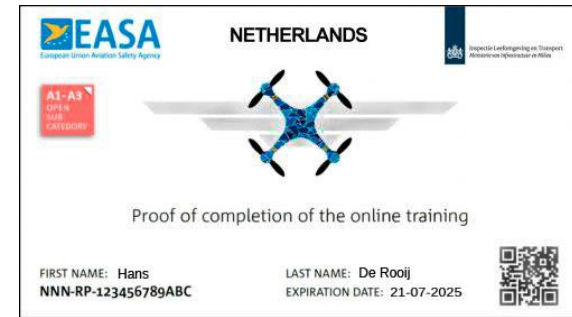 EASA
European Union Aviation Safety Agency
NETHERLANDS
Inspectie Leefomgeving en Transport
Ministerie van Infrastructuur en Milieu
A1-A3
OPEN
SUB
CATEGORY
Proof of completion of the online training
FIRST NAME: Hans
LAST NAME: De Rooij
NNN-RP-123456789ABC
EXPIRATION DATE: 21-07-2025